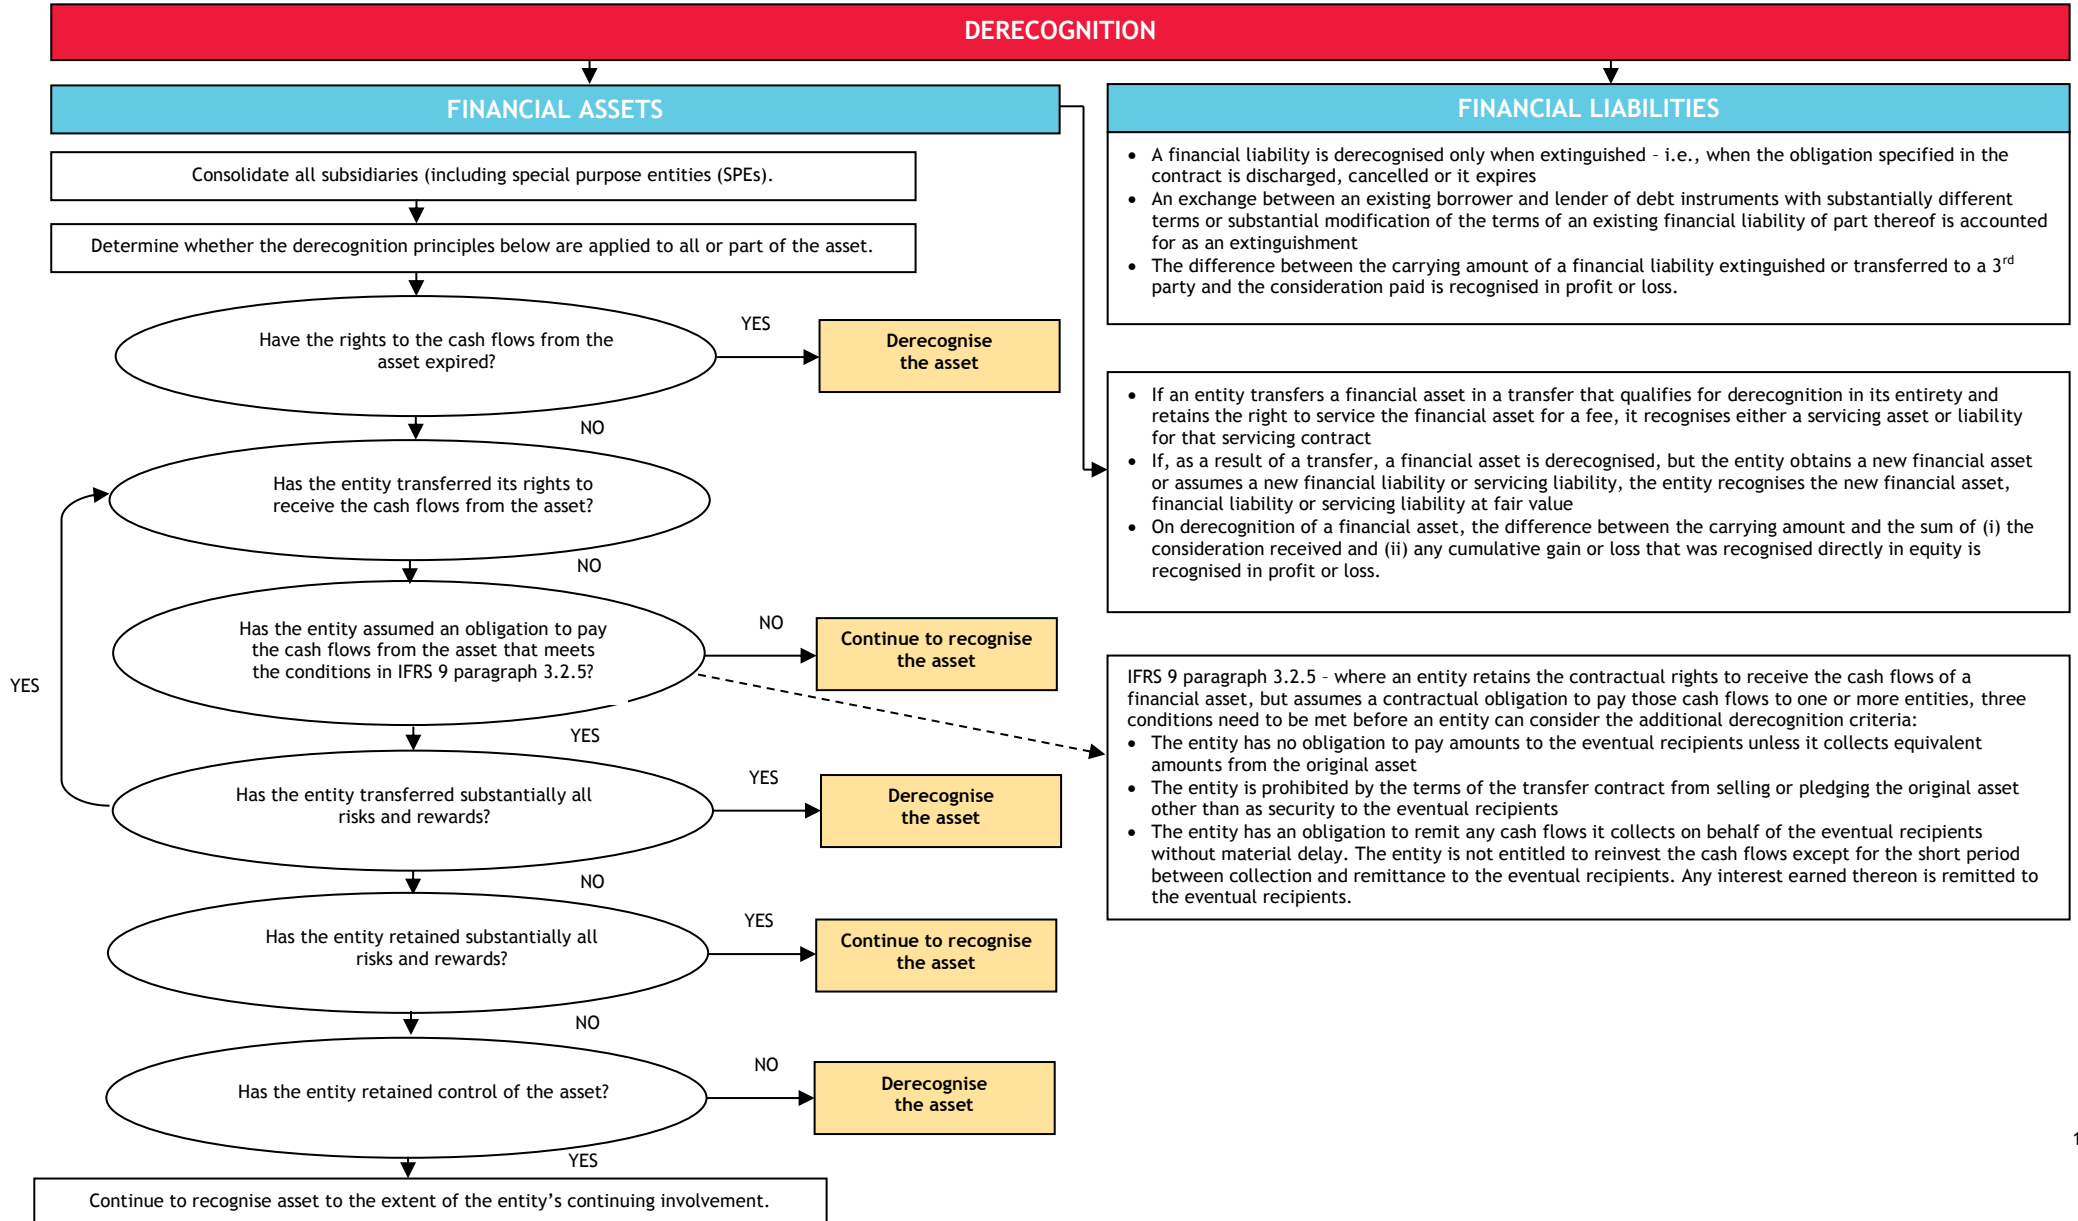 DERECOGNITION
FINANCIAL ASSETS
Consolidate all subsidiaries (including special purpose entities (SPEs).
Determine whether the derecognition principles below are applied to all or part of the asset.
Have the rights to the cash flows from the
asset expired?
YES
Derecognise
the asset
NO
Has the entity transferred its rights to
receive the cash flows from the asset?
NO
Has the entity assumed an obligation to pay
the cash flows from the asset that meets
the conditions in IFRS 9 paragraph 3.2.5?
NO
Continue to recognise
the asset
YES
YES
Has the entity transferred substantially all
risks and rewards?
YES
Derecognise
the asset
NO
Has the entity retained substantially all
risks and rewards?
YES
Continue to recognise
the asset
NO
Has the entity retained control of the asset?
NO
Derecognise
the asset
YES
Continue to recognise asset to the extent of the entity’s continuing involvement.
FINANCIAL LIABILITIES
• A financial liability is derecognised only when extinguished – i.e., when the obligation specified in the
contract is discharged, cancelled or it expires
• An exchange between an existing borrower and lender of debt instruments with substantially different
terms or substantial modification of the terms of an existing financial liability of part thereof is accounted
for as an extinguishment
• The difference between the carrying amount of a financial liability extinguished or transferred to a 3rd
party and the consideration paid is recognised in profit or loss.
• If an entity transfers a financial asset in a transfer that qualifies for derecognition in its entirety and
retains the right to service the financial asset for a fee, it recognises either a servicing asset or liability
for that servicing contract
• If, as a result of a transfer, a financial asset is derecognised, but the entity obtains a new financial asset
or assumes a new financial liability or servicing liability, the entity recognises the new financial asset,
financial liability or servicing liability at fair value
• On derecognition of a financial asset, the difference between the carrying amount and the sum of (i) the
consideration received and (ii) any cumulative gain or loss that was recognised directly in equity is
recognised in profit or loss.
IFRS 9 paragraph 3.2.5 – where an entity retains the contractual rights to receive the cash flows of a
financial asset, but assumes a contractual obligation to pay those cash flows to one or more entities, three
conditions need to be met before an entity can consider the additional derecognition criteria:
• The entity has no obligation to pay amounts to the eventual recipients unless it collects equivalent
amounts from the original asset
• The entity is prohibited by the terms of the transfer contract from selling or pledging the original asset
other than as security to the eventual recipients
• The entity has an obligation to remit any cash flows it collects on behalf of the eventual recipients
without material delay. The entity is not entitled to reinvest the cash flows except for the short period
between collection and remittance to the eventual recipients. Any interest earned thereon is remitted to
the eventual recipients.
1